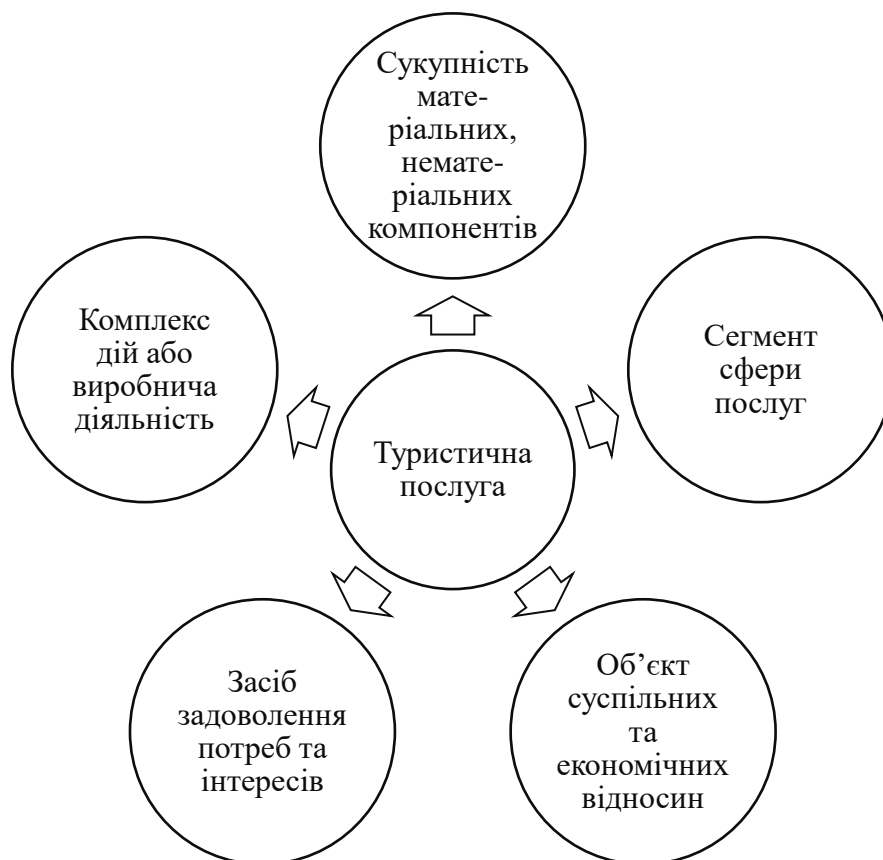 Сукупність
мате-
ріальних,
немате-
ріальних
компонентів
Комплекс
дій або
виробнича
діяльність
Сегмент
сфери
послуг
Туристична
послуга
Засіб
задоволення
потреб та
інтересів
Об’єкт
суспільних
та
економічних
відносин